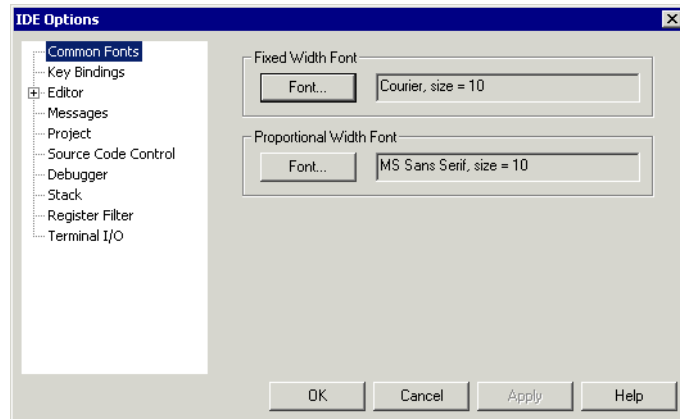 IDE Options
Common Fonts
Key Bindings
Editor
Messages
Project
Source Code Control
Debugger
Stack
Register Filter
Terminal I/O
Fixed Width Font
Font...
Courier, size = 10
Proportional Width Font
Font...
MS Sans Serif, size = 10
OK
Cancel
Apply
Help